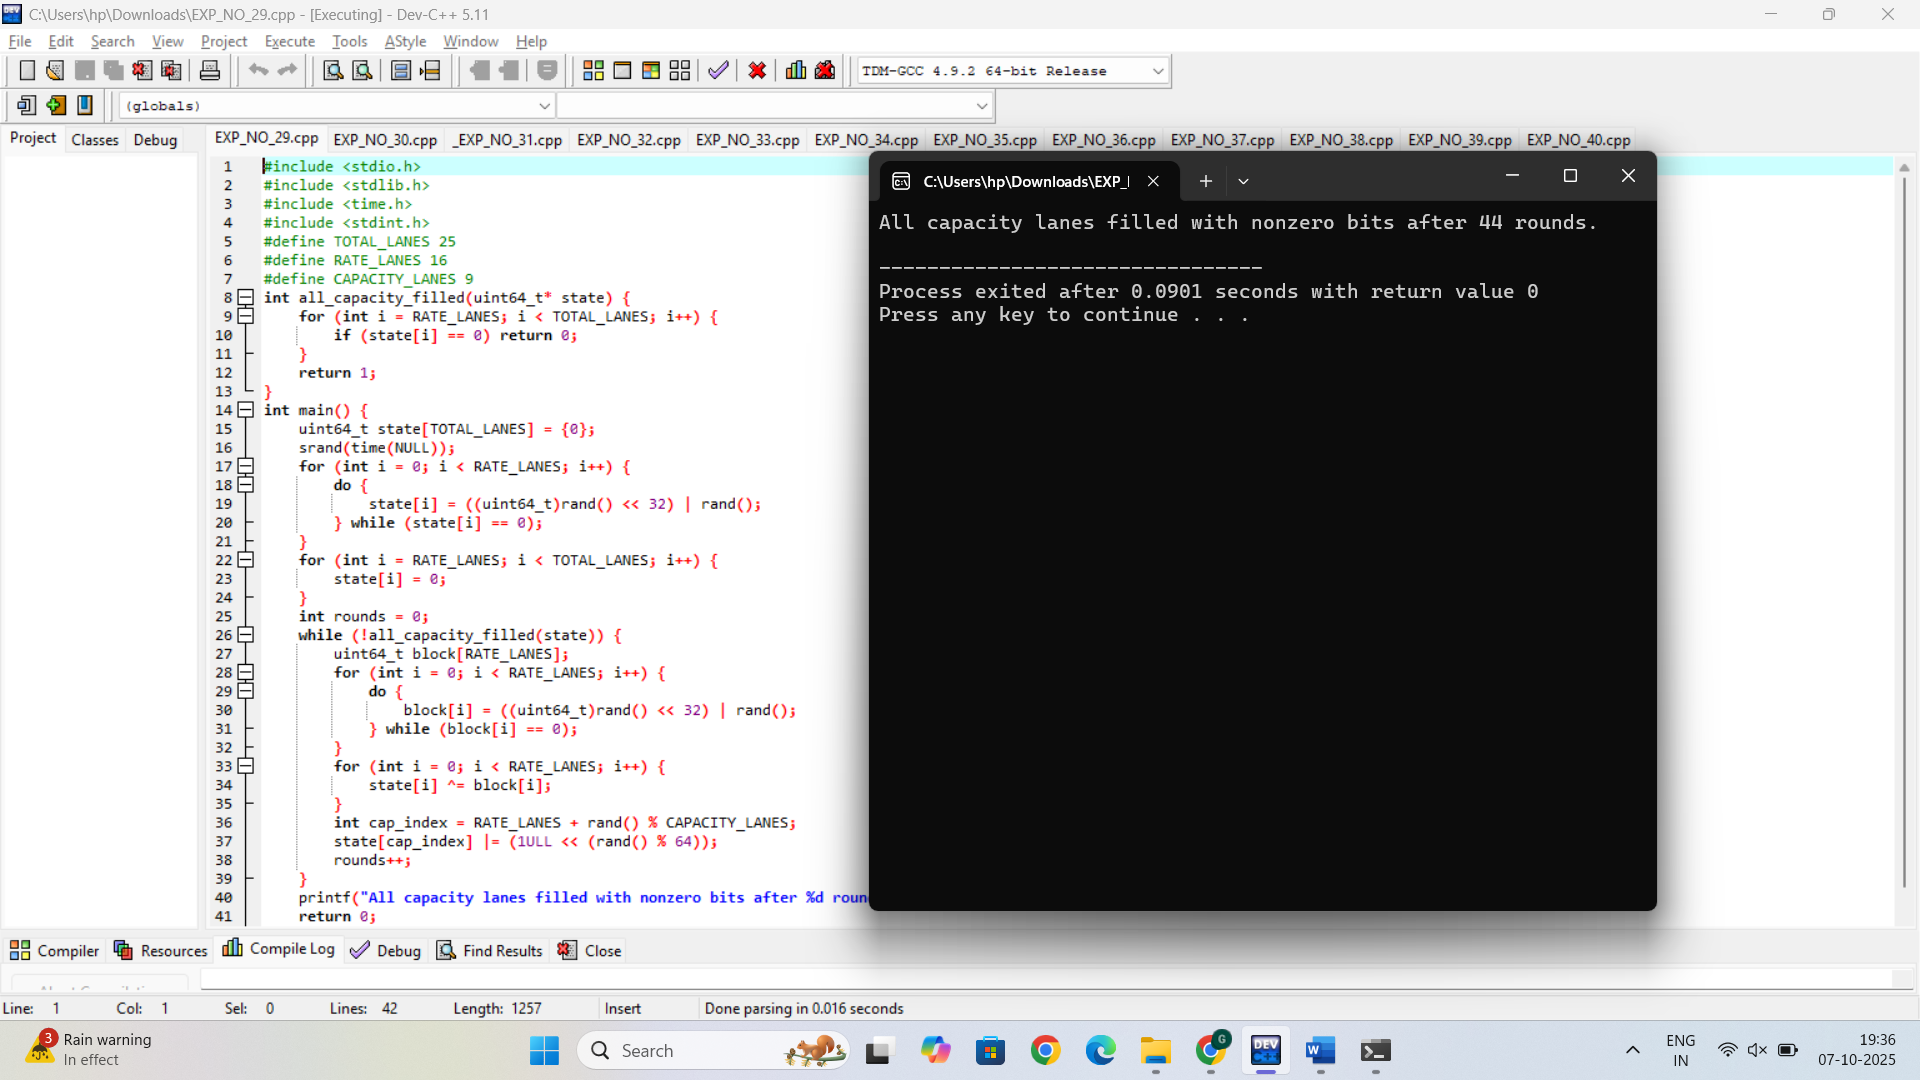 C:\Users\hp\Downloads\EXP_NO_29.cpp - [Executing] - Dev-C++ 5.11
File Edit Search View Project Execute Tools AStyle Window Help
TDM-GCC 4.9.2 64-bit Release
(globals)
Project Classes Debug
EXP_NO_29.cpp EXP_NO_30.cpp _EXP_NO_31.cpp EXP_NO_32.cpp EXP_NO_33.cpp EXP_NO_34.cpp EXP_NO_35.cpp EXP_NO_36.cpp EXP_NO_37.cpp EXP_NO_38.cpp EXP_NO_39.cpp EXP_NO_40.cpp
1 #include <stdio.h>
2 #include <stdlib.h>
3 #include <time.h>
4 #include <stdint.h>
5 #define TOTAL_LANES 25
6 #define RATE_LANES 16
7 #define CAPACITY_LANES 9
8 int all_capacity_filled(uint64_t* state) {
9 for (int i = RATE_LANES; i < TOTAL_LANES; i++) {
10 if (state[i] == 0) return 0;
11 }
12 return 1;
13 }
14 int main() {
15 uint64_t state[TOTAL_LANES] = {0};
16 srand(time(NULL));
17 for (int i = 0; i < RATE_LANES; i++) {
18 do {
19 state[i] = ((uint64_t)rand() << 32) | rand();
20 } while (state[i] == 0);
21 }
22 for (int i = RATE_LANES; i < TOTAL_LANES; i++) {
23 state[i] = 0;
24 }
25 int rounds = 0;
26 while (!all_capacity_filled(state)) {
27 uint64_t block[RATE_LANES];
28 for (int i = 0; i < RATE_LANES; i++) {
29 do {
30 block[i] = ((uint64_t)rand() << 32) | rand();
31 } while (block[i] == 0);
32 }
33 for (int i = 0; i < RATE_LANES; i++) {
34 state[i] ^= block[i];
35 }
36 int cap_index = RATE_LANES + rand() % CAPACITY_LANES;
37 state[cap_index] |= (1ULL << (rand() % 64));
38 rounds++;
39 }
40 printf("All capacity lanes filled with nonzero bits after %d roun
41 return 0;
C:\Users\hp\Downloads\EXP_
All capacity lanes filled with nonzero bits after 44 rounds.
--------------------------------
Process exited after 0.0901 seconds with return value 0
Press any key to continue . . .
Compiler Resources Compile Log Debug Find Results Close
Line: 1 Col: 1 Sel: 0 Lines: 42 Length: 1257 Insert Done parsing in 0.016 seconds
3 Rain warning
In effect
Search
G
DEV
C++
W
ENG
IN
19:36
07-10-2025